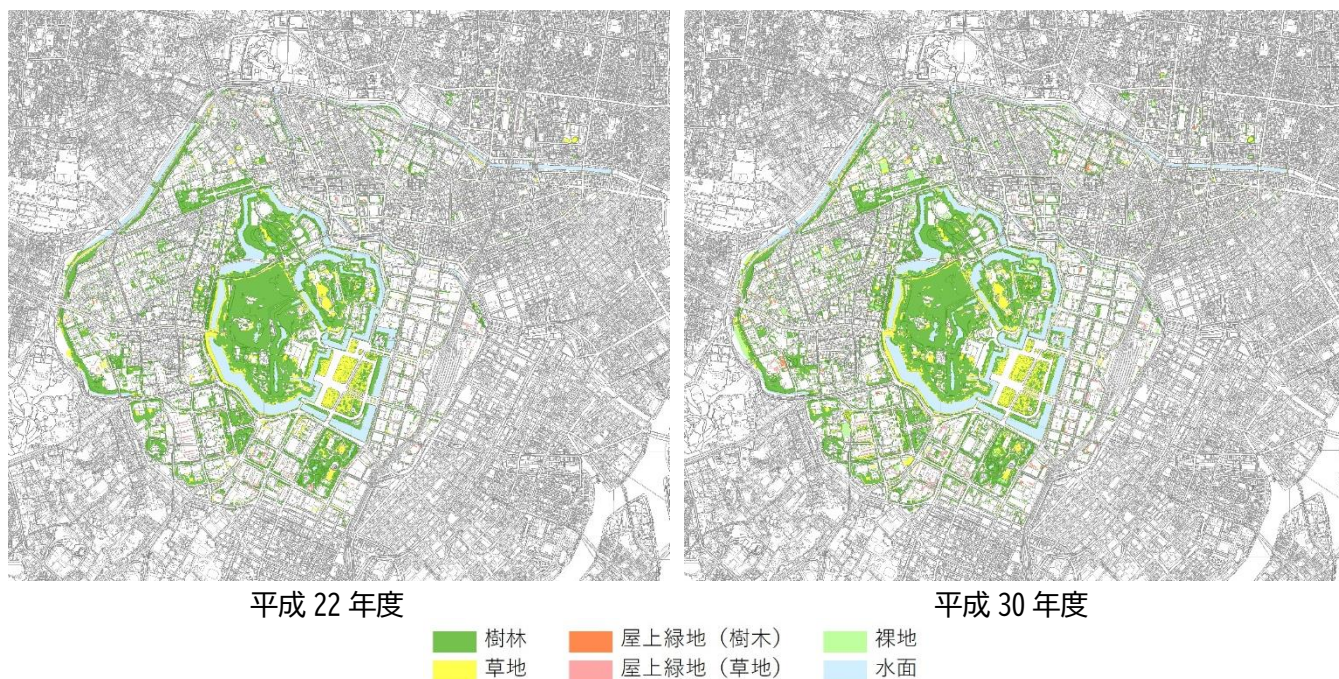 平成 22 年度
平成 30 年度
樹林
屋上緑地（樹木）
裸地
草地
屋上緑地（草地）
水面